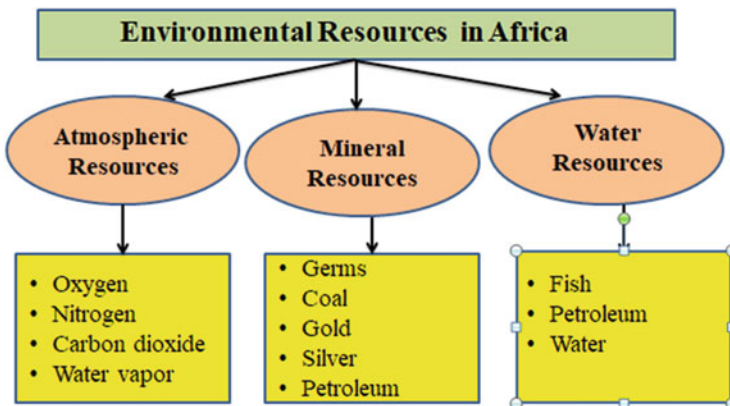 Environmental Resources in Africa
Atmospheric
Resources
Mineral
Resources
Water
Resources
• Oxygen
• Nitrogen
• Carbon dioxide
• Water vapor
• Germs
• Coal
• Gold
• Silver
• Petroleum
• Fish
• Petroleum
• Water